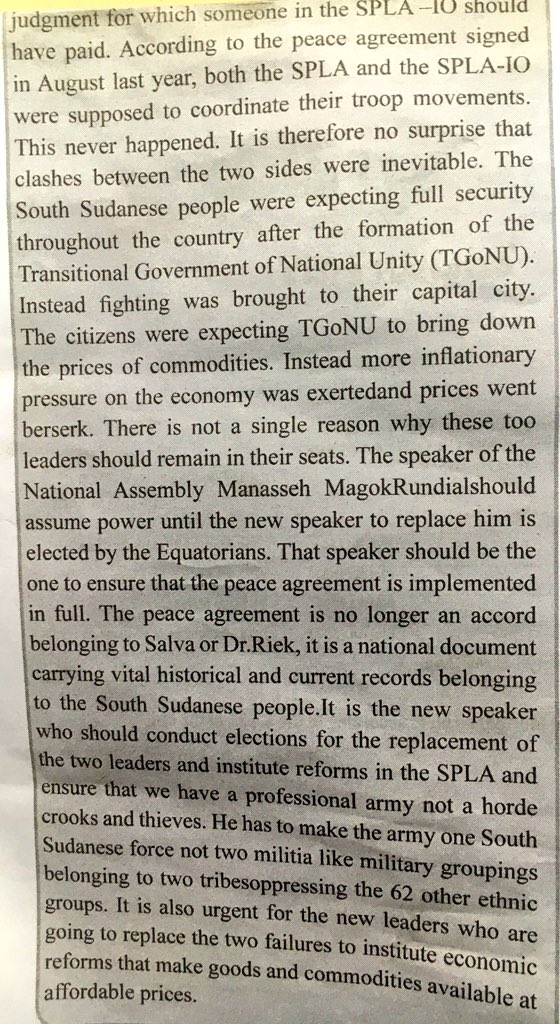 judgment for which someone in the SPLA –IO should
have paid. According to the peace agreement signed
in August last year, both the SPLA and the SPLA-IO
were supposed to coordinate their troop movements.
This never happened. It is therefore no surprise that
clashes between the two sides were inevitable. The
South Sudanese people were expecting full security
throughout the country after the formation of the
Transitional Government of National Unity (TGoNU).
Instead fighting was brought to their capital city.
The citizens were expecting TGoNU to bring down
the prices of commodities. Instead more inflationary
pressure on the economy was exertedand prices went
berserk. There is not a single reason why these too
leaders should remain in their seats. The speaker of the
National Assembly Manasseh MagokRundialshould
assume power until the new speaker to replace him is
elected by the Equatorians. That speaker should be the
one to ensure that the peace agreement is implemented
in full. The peace agreement is no longer an accord
belonging to Salva or Dr.Riek, it is a national document
carrying vital historical and current records belonging
to the South Sudanese people.It is the new speaker
who should conduct elections for the replacement of
the two leaders and institute reforms in the SPLA and
ensure that we have a professional army not a horde
crooks and thieves. He has to make the army one South
Sudanese force not two militia like military groupings
belonging to two tribesoppressing the 62 other ethnic
groups. It is also urgent for the new leaders who are
going to replace the two failures to institute economic
reforms that make goods and commodities available at
affordable prices.